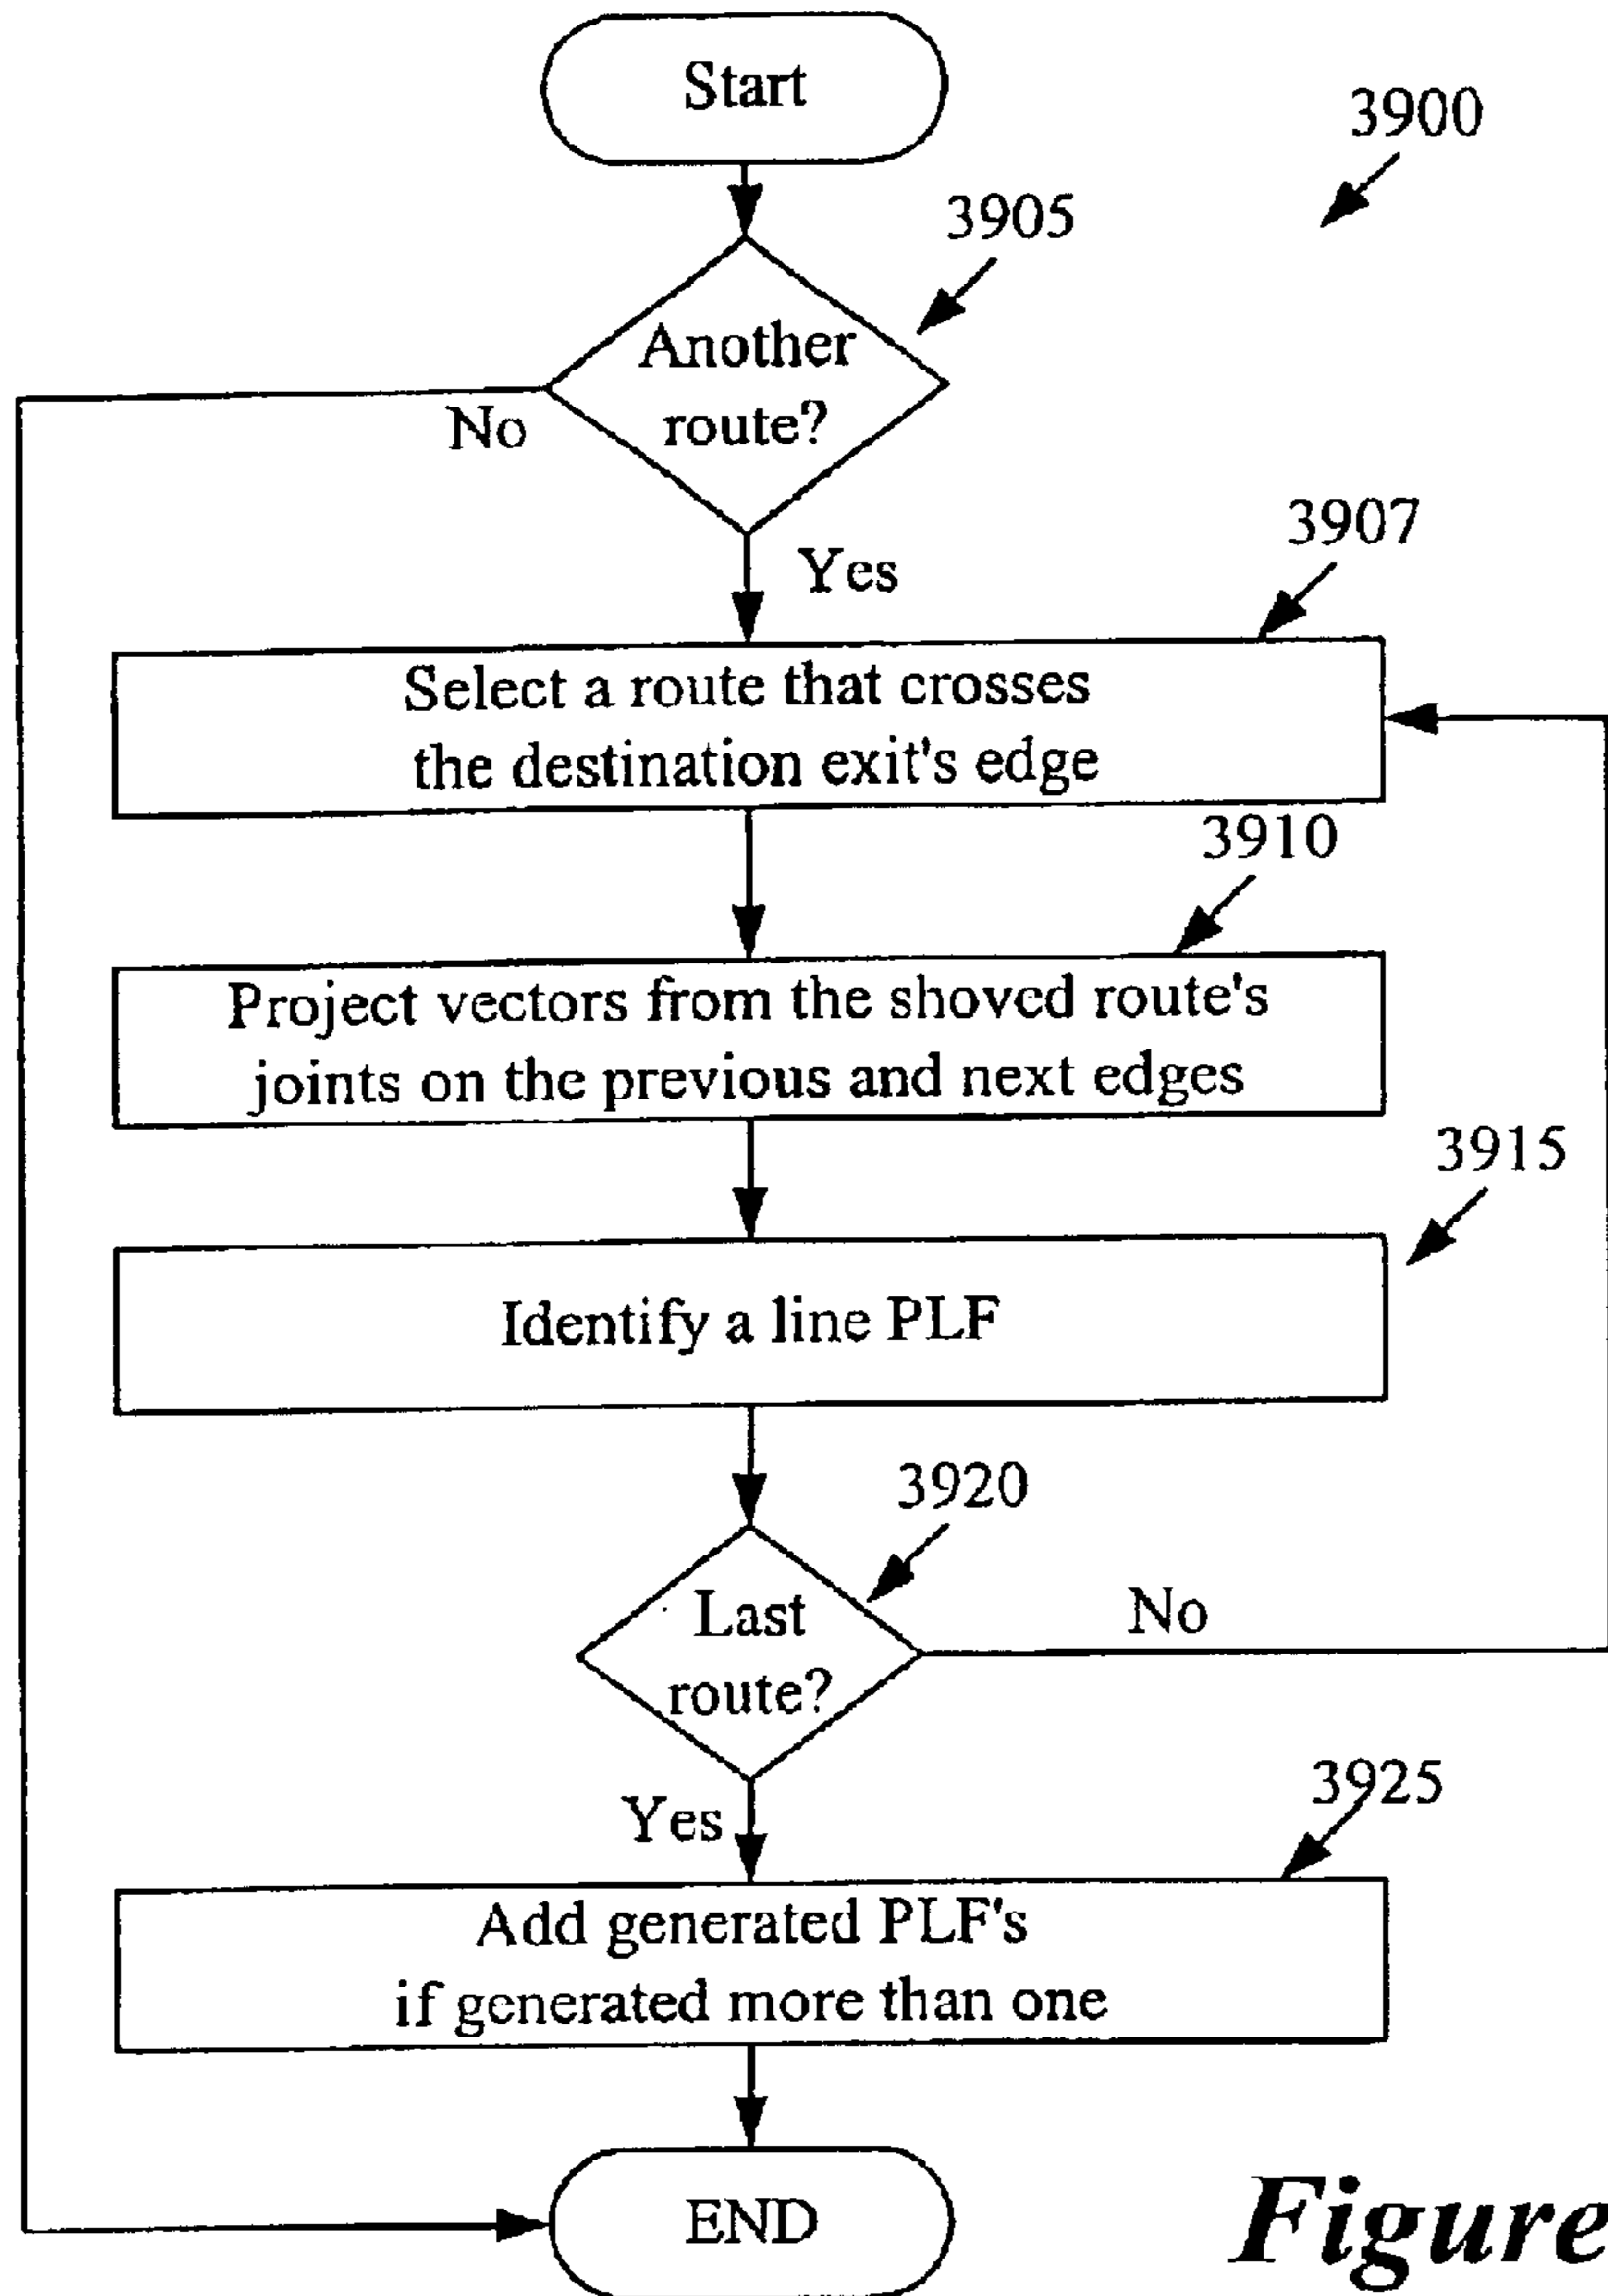 Start
3900
3905
Another
route?
No
Yes
3907
Select a route that crosses
the destination exit's edge
3910
Project vectors from the shoved route's
joints on the previous and next edges
3915
Identify a line PLF
3920
Last
route?
No
Yes
3925
Add generated PLF's
if generated more than one
END
Figure